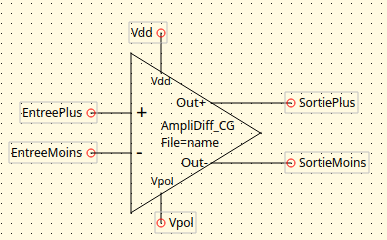 Vdd
Vdd
Out+
SortiePlus
EntreePlus
+
AmpliDiff_CG
File=name
EntreeMoins
-
Out-
SortieMoins
Vpol
Vpol